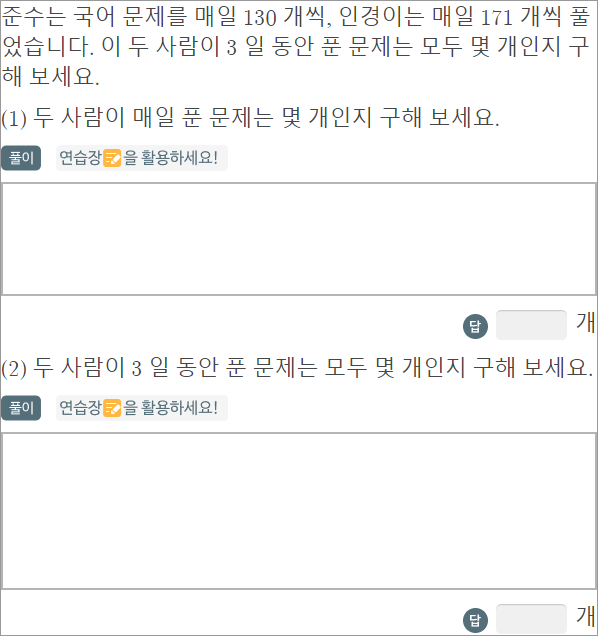 준수는 국어 문제를 매일 130 개씩, 인경이는 매일 171 개씩 풀
었습니다. 이 두 사람이 3 일 동안 푼 문제는 모두 몇 개인지 구
해 보세요.
(1) 두 사람이 매일 푼 문제는 몇 개인지 구해 보세요.
풀이 연습장을 활용하세요!
답 개
(2) 두 사람이 3 일 동안 푼 문제는 모두 몇 개인지 구해 보세요.
풀이 연습장을 활용하세요!
답 개